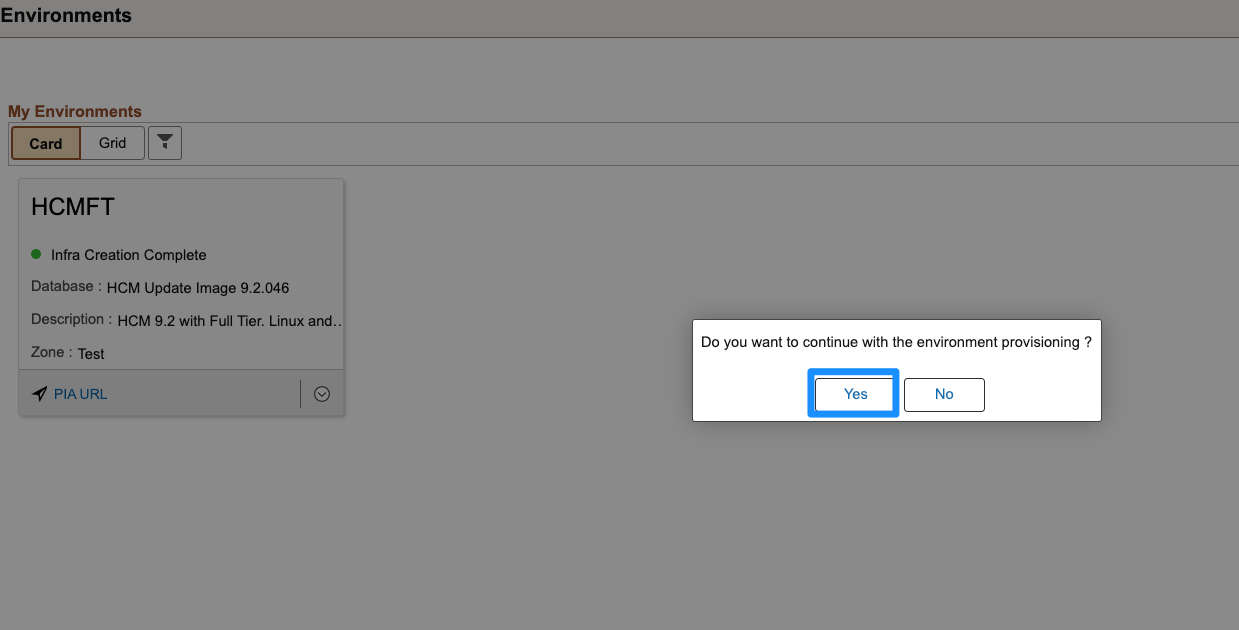 Environments
My Environments
Card Grid
HCMFT
Infra Creation Complete
Database : HCM Update Image 9.2.046
Description : HCM 9.2 with Full Tier. Linux and..
Zone : Test
PIA URL
Do you want to continue with the environment provisioning ?
Yes No